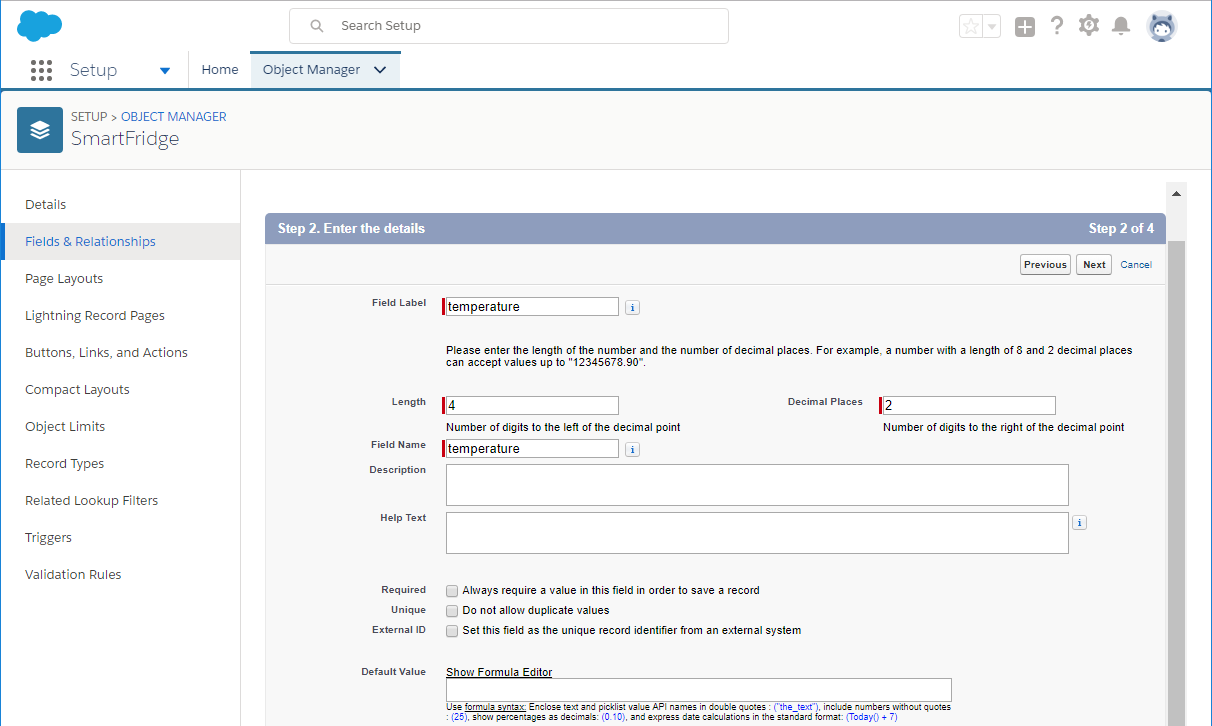 Search Setup
Setup
Home
Object Manager
SETUP > OBJECT MANAGER
SmartFridge
Details
Fields & Relationships
Page Layouts
Lightning Record Pages
Buttons, Links, and Actions
Compact Layouts
Object Limits
Record Types
Related Lookup Filters
Triggers
Validation Rules
Step 2. Enter the details Step 2 of 4
Previous Next Cancel
Field Label temperature i
Please enter the length of the number and the number of decimal places. For example, a number with a length of 8 and 2 decimal places
can accept values up to "12345678.90".
Length 4 Decimal Places 2
Number of digits to the left of the decimal point Number of digits to the right of the decimal point
Field Name temperature i
Description
Help Text i
Required Always require a value in this field in order to save a record
Unique Do not allow duplicate values
External ID Set this field as the unique record identifier from an external system
Default Value Show Formula Editor
Use formula syntax: Enclose text and picklist value API names in double quotes : ("the_text"), include numbers without quotes
: (25), show percentages as decimals: (0.10), and express date calculations in the standard format: (Today() + 7)